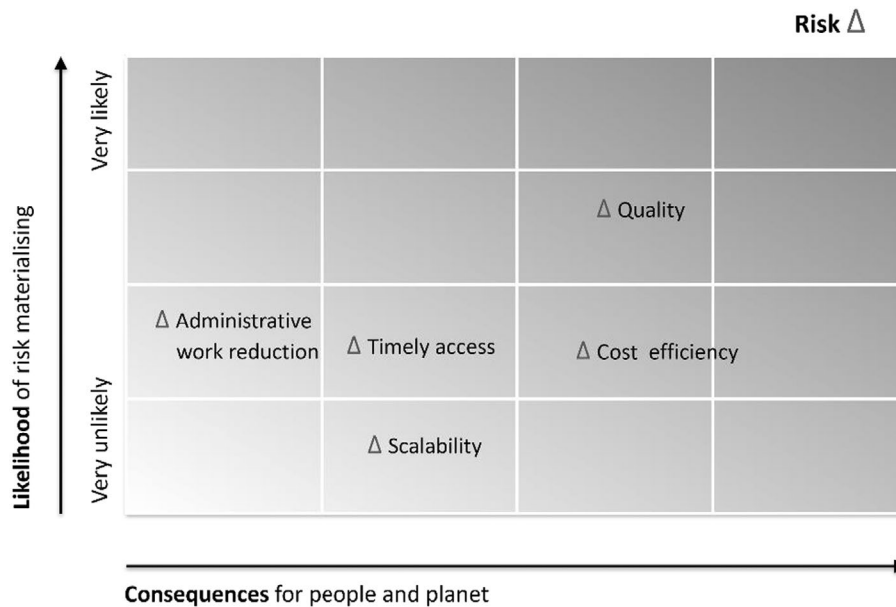 Risk Δ
Very likely
Likelihood of risk materialising
Δ Quality
Δ Administrative
work reduction
Δ Timely access
Δ Cost efficiency
Very unlikely
Δ Scalability
Consequences for people and planet